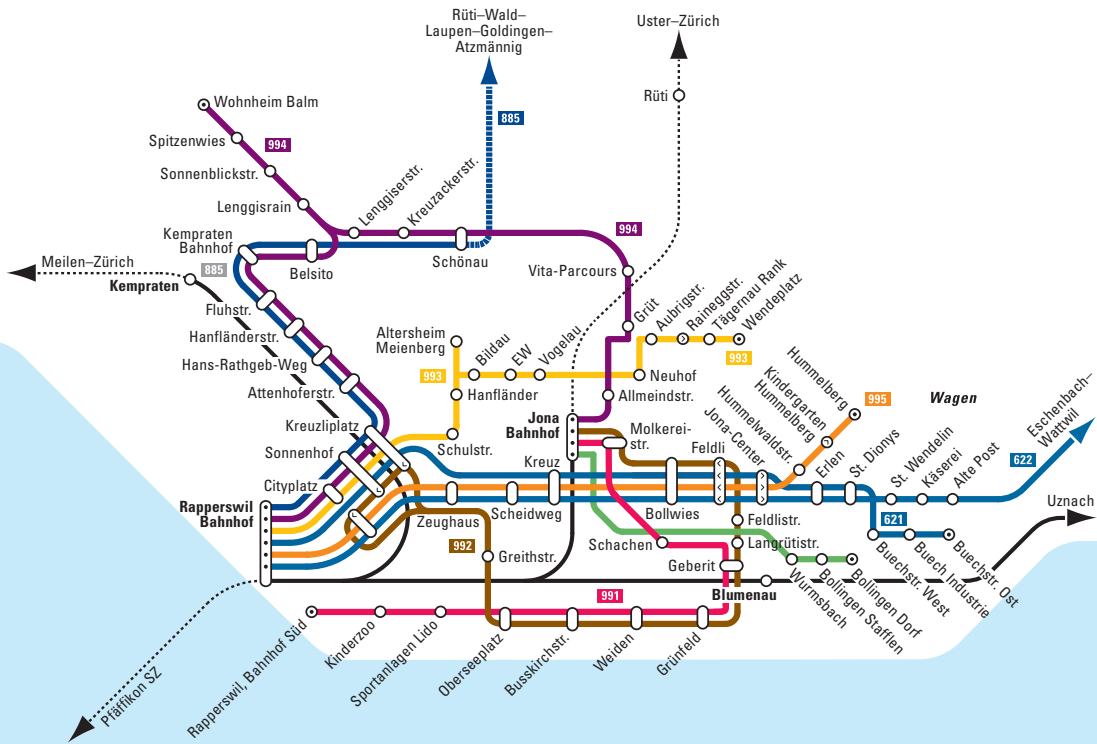 Rüti–Wald–
Laupen–Goldingen–
Atzmännig
Uster–Zürich
Rüti
Wohnheim Balm
885
Spitzenwies
994
Sonnenblickstr.
Lenggisrain
Lenggiserstr.
Kreuzackerstr.
994
Kempraten
Bahnhof
Belsito
Schönau
Meilen–Zürich
885
Kempraten
Vita-Parcours
Fluhstr.
Hanfländerstr.
Hans-Rathgeb-Weg
Attenhoferstr.
Kreuzliplatz
Sonnenhof
Cityplatz
Rapperswil
Bahnhof
Altersheim
Meienberg
993
Bildau
EW
Vogelau
Grüt
Aubrigstr.
Raineggstr.
Tägernau Rank
Wendeplatz
993
Neuhof
Hanfländer
Schulstr.
Allmeindstr.
Jona
Bahnhof
Molkerei-
str.
Feldli
Jona-Center
Hummelwaldstr.
Hummelberg
Kindergarten
Hummelberg
995
Wagen
Eschenbach–
Wattwil
Kreuz
Erlen
St. Dionys
St. Wendelin
Käserei
Alte Post
622
Uznach
Zeughaus
Scheidweg
Bollwies
621
992
Greithstr.
Schachen
Feldlistr.
Langrütistr.
Geberit
Blumenau
Wurmsbach
Bollingen Stafflen
Bollingen Dorf
Buechstr. West
Buech Industrie
Buechstr. Ost
991
Rapperswil, Bahnhof Süd
Kinderzoo
Sportanlagen Lido
Oberseeplatz
Busskirchstr.
Weiden
Grünfeld
Pfäffikon SZ